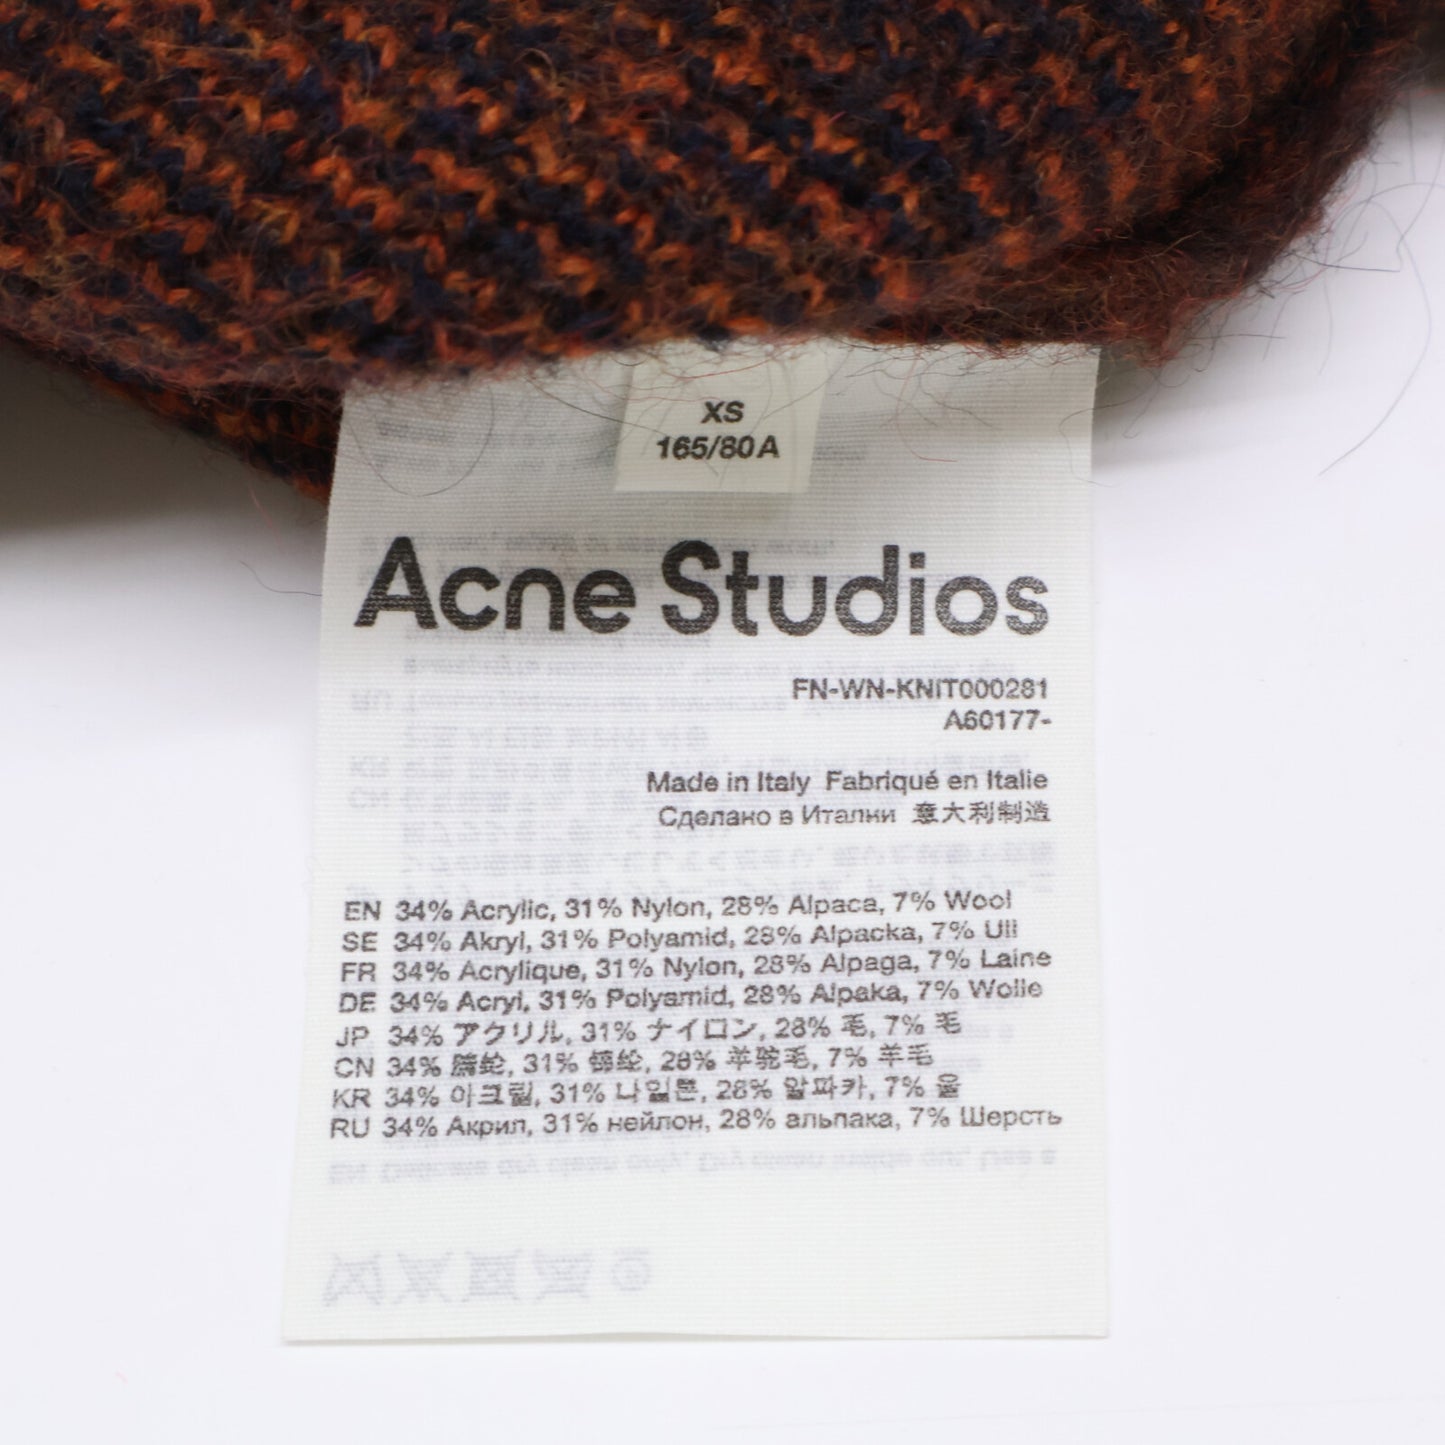 XS
165/80A
Acne Studios
FN-WN-KNIT000281
A60177-
Made in Italy Fabriqué en Italie
Сделано в Италии 意大利制造
EN 34% Acrylic, 31% Nylon, 28% Alpaca, 7% Wool
SE 34% Akryl, 31% Polyamid, 28% Alpacka, 7% Ull
FR 34% Acrylique, 31% Nylon, 28% Alpaga, 7% Laine
DE 34% Acryl, 31% Polyamid, 28% Alpaka, 7% Wolle
JP 34% アクリル, 31% ナイロン, 28% 毛, 7% 毛
CN 34% 腈纶, 31% 锦纶, 28% 羊驼毛, 7% 羊毛
KR 34% 아크릴, 31% 나일론, 28% 알파카, 7% 울
RU 34% Акрил, 31% нейлон, 28% альпака, 7% Шерсть